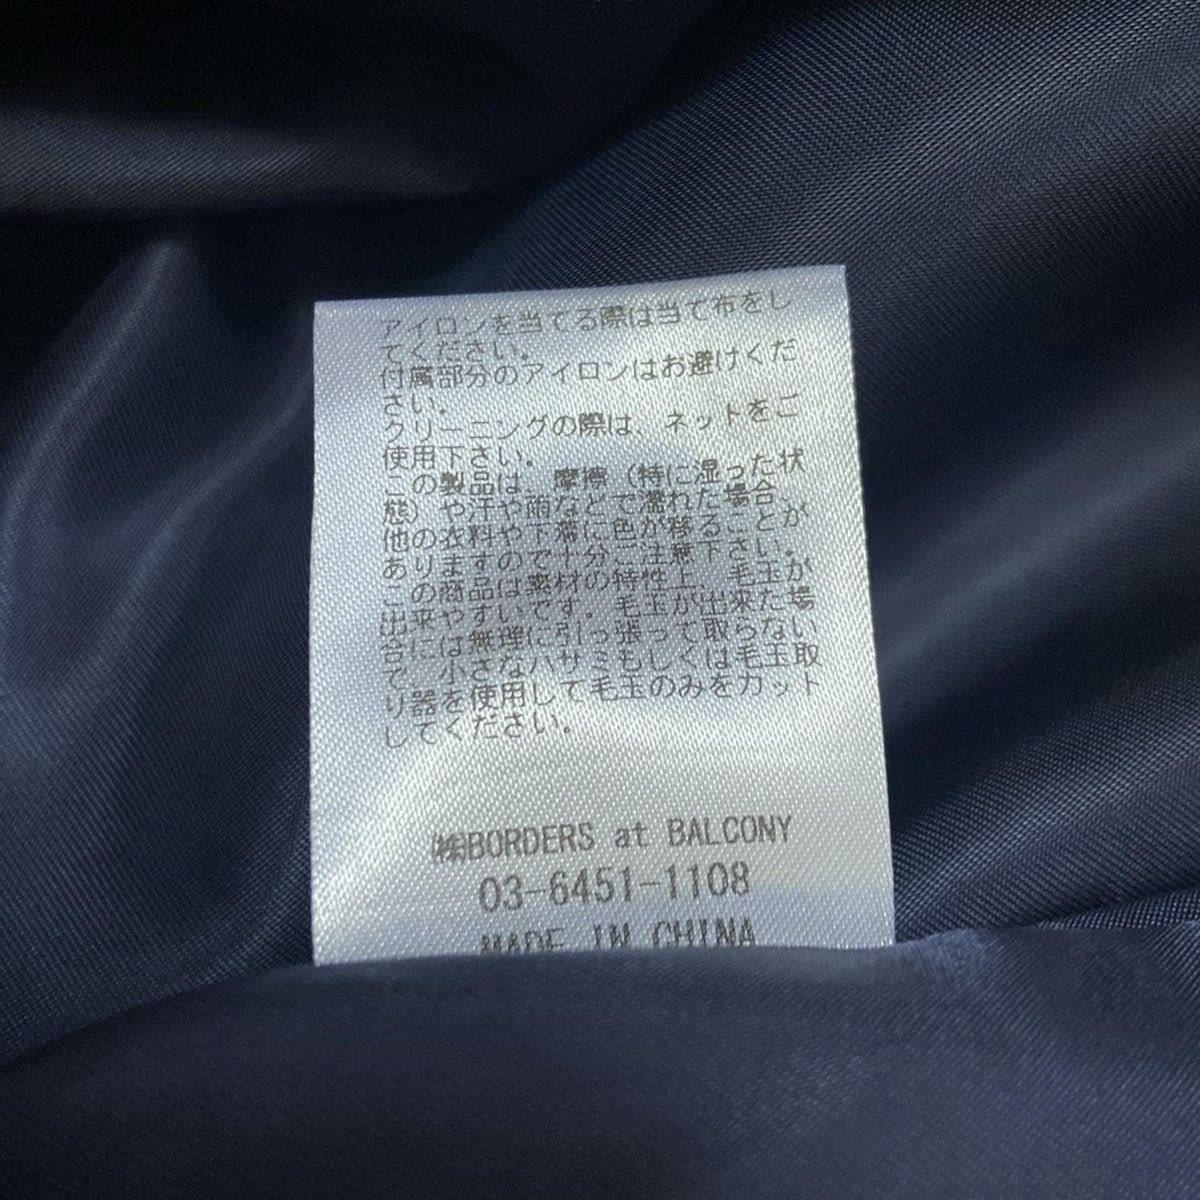 アイロンを当てる際は当て布をし
てください。
付属部分のアイロンはお避けくだ
さい。
クリーニングの際は、ネットをご
使用下さい。
この製品は、摩擦（特に湿った状
態）や汗や雨などで濡れた場合、
他の衣料や下着に色が移ることが
ありますので十分ご注意下さい。
この商品は素材の特性上、毛玉が
出来やすいです。毛玉が出来た場
合には無理に引っ張って取らない
で、小さなハサミもしくは毛玉取
り器を使用して毛玉のみをカット
してください。
㈱BORDERS at BALCONY
03-6451-1108
MADE IN CHINA